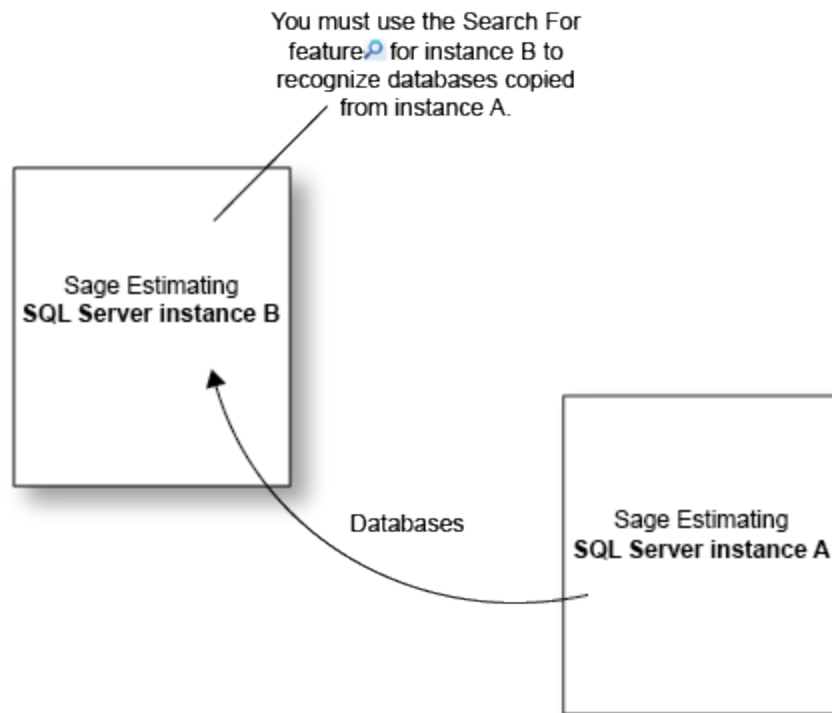 You must use the Search For
feature for instance B to
recognize databases copied
from instance A.
Sage Estimating
SQL Server instance B
Databases
Sage Estimating
SQL Server instance A